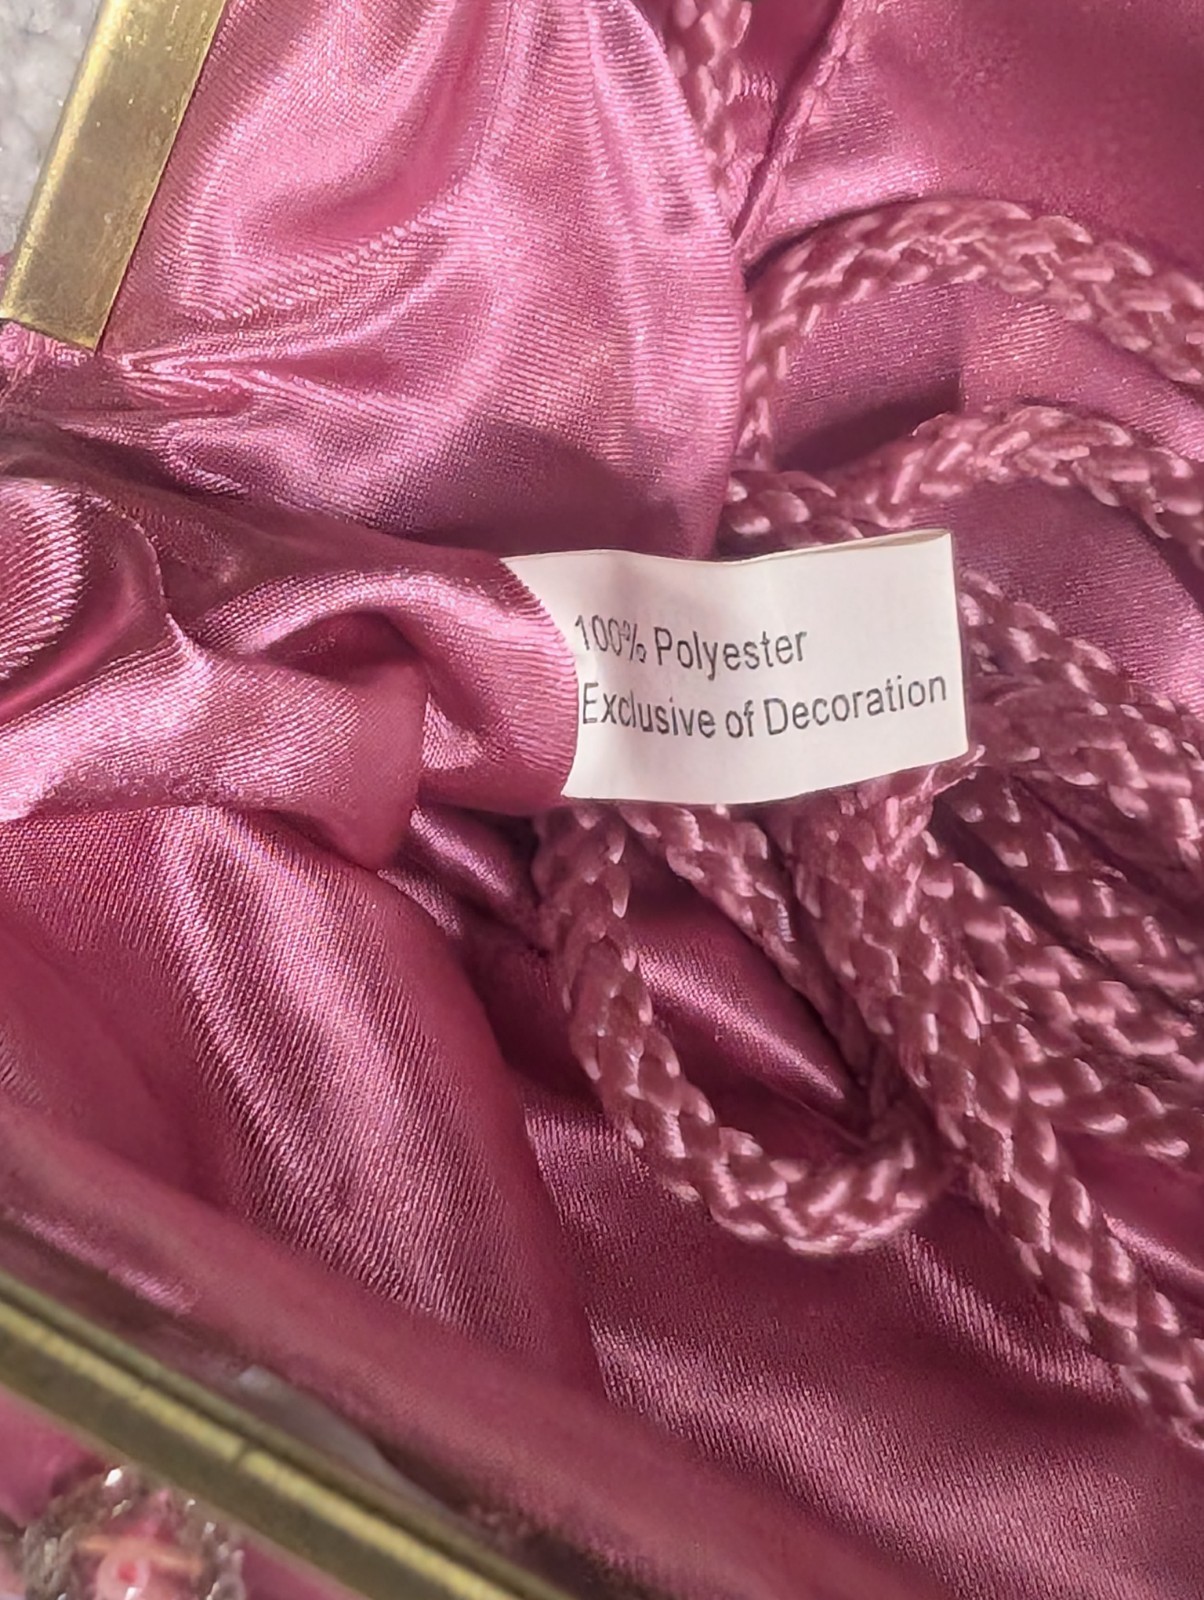 100% Polyester
Exclusive of Decoration